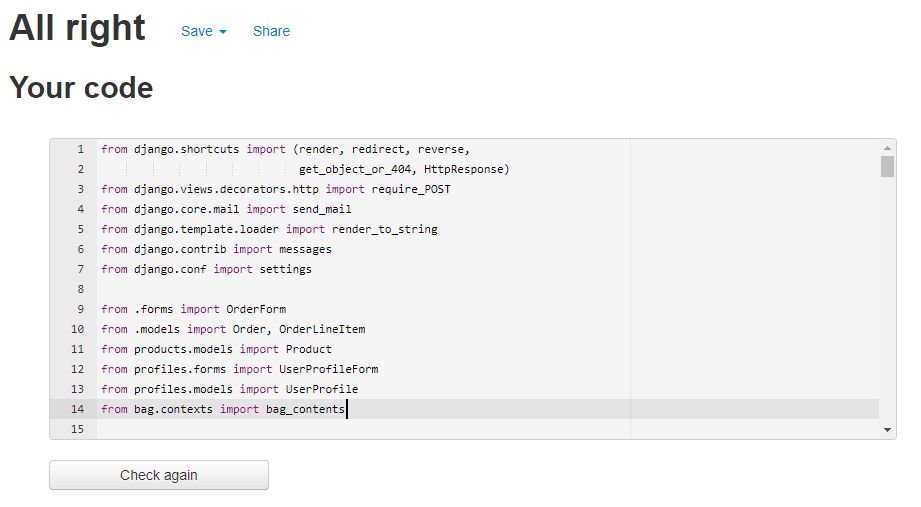 All right Save Share
Your code
1 from django.shortcuts import (render, redirect, reverse,
2 get_object_or_404, HttpResponse)
3 from django.views.decorators.http import require_POST
4 from django.core.mail import send_mail
5 from django.template.loader import render_to_string
6 from django.contrib import messages
7 from django.conf import settings
8
9 from .forms import OrderForm
10 from .models import Order, OrderLineItem
11 from products.models import Product
12 from profiles.forms import UserProfileForm
13 from profiles.models import UserProfile
14 from bag.contexts import bag_contents
15
Check again